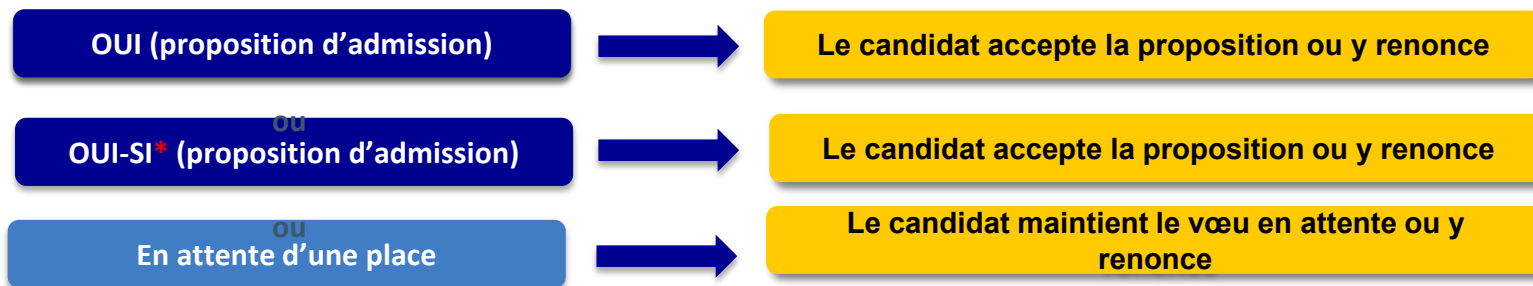 OUI (proposition d’admission)
Le candidat accepte la proposition ou y renonce
ou
OUI-SI* (proposition d’admission)
Le candidat accepte la proposition ou y renonce
ou
En attente d’une place
Le candidat maintient le vœu en attente ou y
renonce